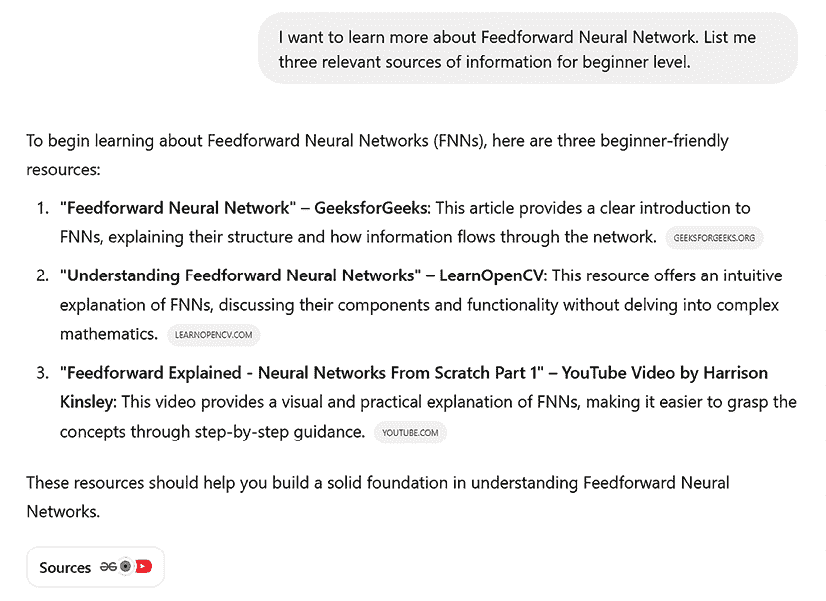 I want to learn more about Feedforward Neural Network. List me
three relevant sources of information for beginner level.
To begin learning about Feedforward Neural Networks (FNNs), here are three beginner-friendly
resources:
1. "Feedforward Neural Network" – GeeksforGeeks: This article provides a clear introduction to
FNNs, explaining their structure and how information flows through the network. GEEKSFORGEEKS.ORG
2. "Understanding Feedforward Neural Networks" – LearnOpenCV: This resource offers an intuitive
explanation of FNNs, discussing their components and functionality without delving into complex
mathematics. LEARNOPENCV.COM
3. "Feedforward Explained - Neural Networks From Scratch Part 1" – YouTube Video by Harrison
Kinsley: This video provides a visual and practical explanation of FNNs, making it easier to grasp the
concepts through step-by-step guidance. YOUTUBE.COM
These resources should help you build a solid foundation in understanding Feedforward Neural
Networks.
Sources